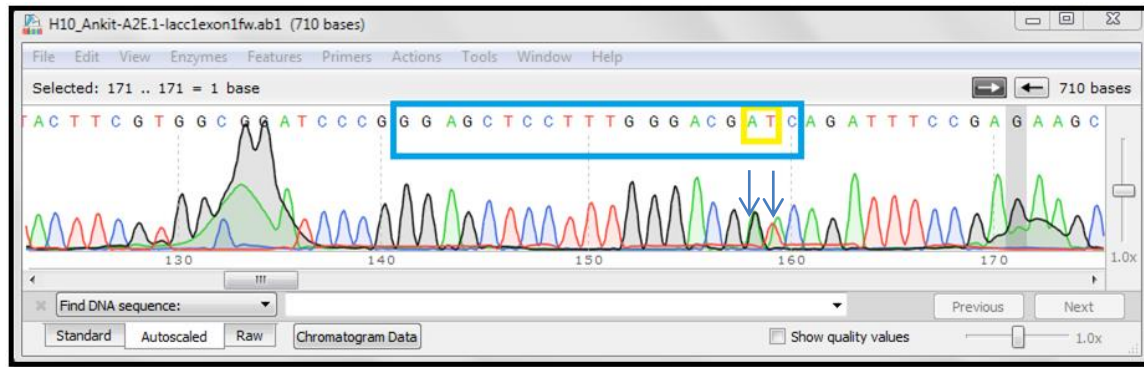 H10_Ankit-A2E.1-lacc1exon1fw.ab1 (710 bases)
File Edit View Enzymes Features Primers Actions Tools Window Help
Selected: 171 .. 171 = 1 base 710 bases
T A C T T C G T G G C G G A T C C C G G G A G C T C C T T T G G G A C G A T C A G A T T T C C G A G A A G C
130 140 150 160 170
1.0x
Find DNA sequence: Previous Next
Standard Autoscaled Raw Chromatogram Data Show quality values 1.0x